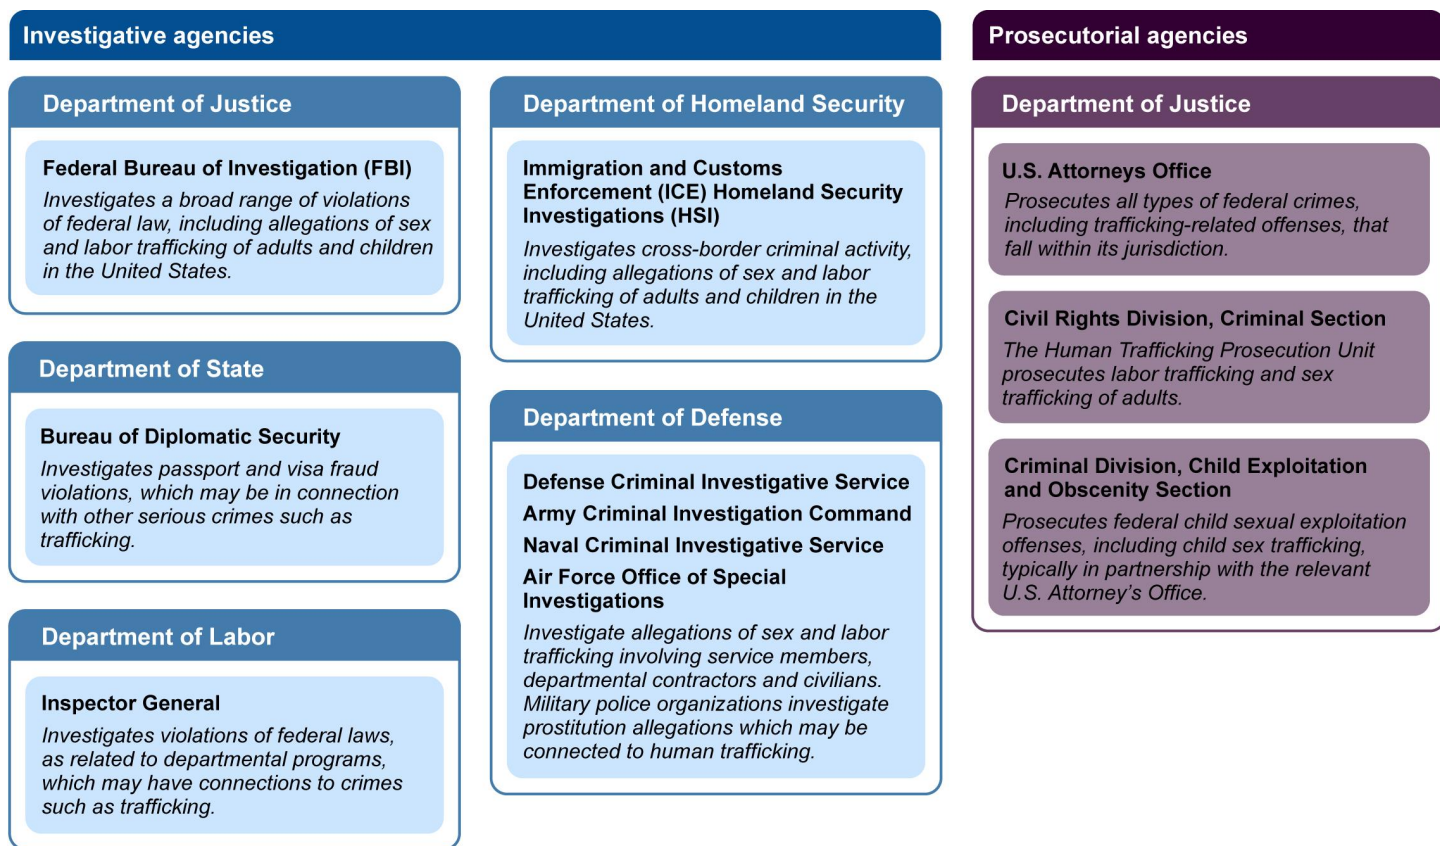 Investigative agencies
Department of Justice
Federal Bureau of Investigation (FBI)
Investigates a broad range of violations
of federal law, including allegations of sex
and labor trafficking of adults and children
in the United States.
Department of State
Bureau of Diplomatic Security
Investigates passport and visa fraud
violations, which may be in connection
with other serious crimes such as
trafficking.
Department of Labor
Inspector General
Investigates violations of federal laws,
as related to departmental programs,
which may have connections to crimes
such as trafficking.
Department of Homeland Security
Immigration and Customs
Enforcement (ICE) Homeland Security
Investigations (HSI)
Investigates cross-border criminal activity,
including allegations of sex and labor
trafficking of adults and children in the
United States.
Department of Defense
Defense Criminal Investigative Service
Army Criminal Investigation Command
Naval Criminal Investigative Service
Air Force Office of Special
Investigations
Investigate allegations of sex and labor
trafficking involving service members,
departmental contractors and civilians.
Military police organizations investigate
prostitution allegations which may be
connected to human trafficking.
Prosecutorial agencies
Department of Justice
U.S. Attorneys Office
Prosecutes all types of federal crimes,
including trafficking-related offenses, that
fall within its jurisdiction.
Civil Rights Division, Criminal Section
The Human Trafficking Prosecution Unit
prosecutes labor trafficking and sex
trafficking of adults.
Criminal Division, Child Exploitation
and Obscenity Section
Prosecutes federal child sexual exploitation
offenses, including child sex trafficking,
typically in partnership with the relevant
U.S. Attorney's Office.